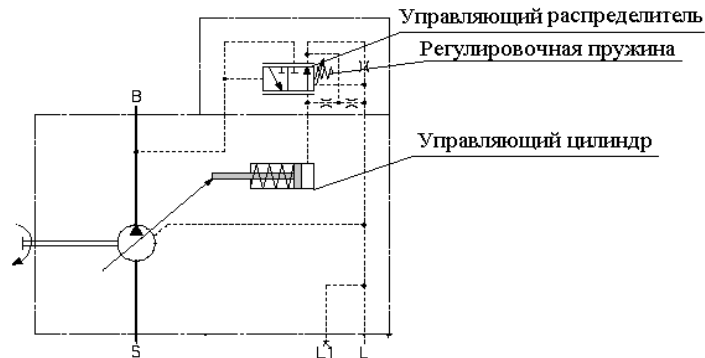 Управляющий распределитель
Регулировочная пружина
B
Управляющий цилиндр
S
L1
L